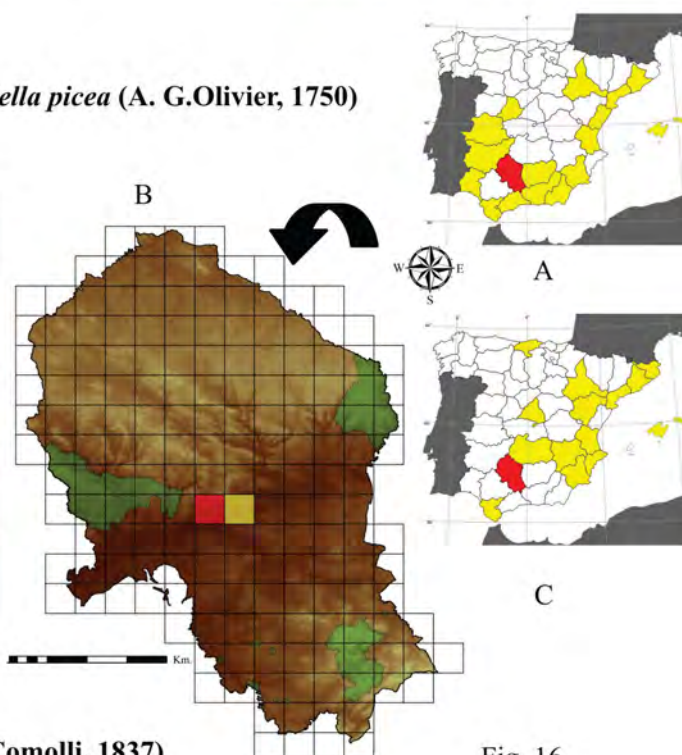 ella picea (A. G.Olivier, 1750)
B
W E
S
A
C
Km.
Comolli, 1837)
Fig. 16